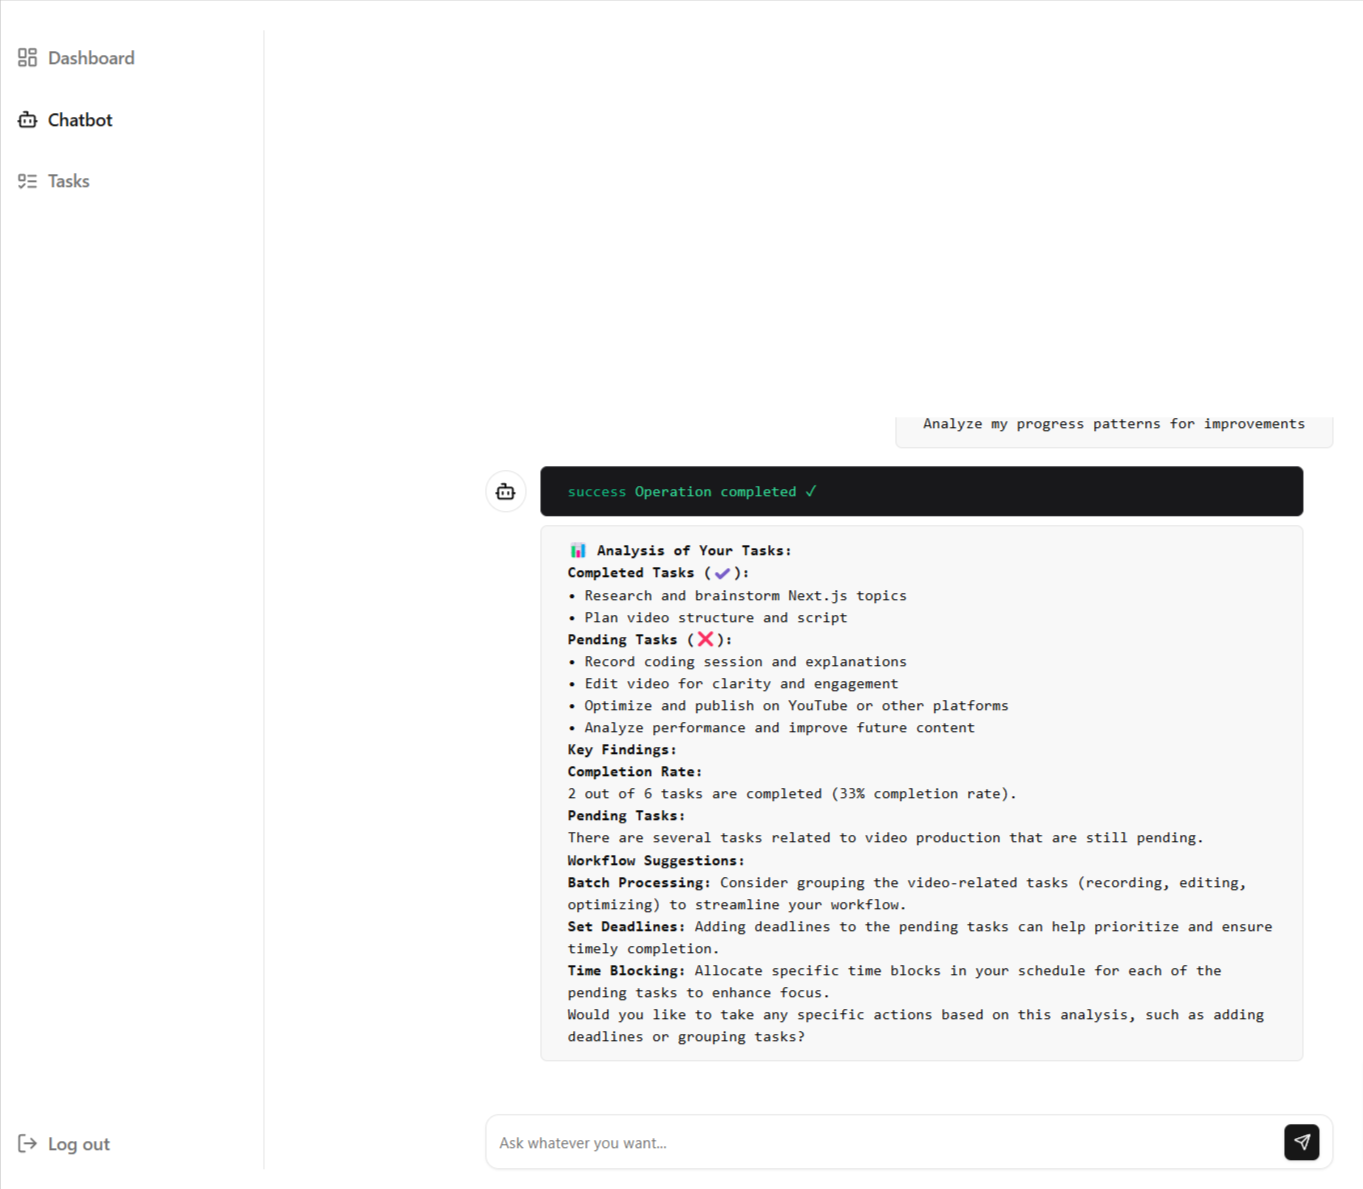 Dashboard
Chatbot
Tasks
Analyze my progress patterns for improvements
success Operation completed ✓
📊 Analysis of Your Tasks:
Completed Tasks (✔):
• Research and brainstorm Next.js topics
• Plan video structure and script
Pending Tasks (❌):
• Record coding session and explanations
• Edit video for clarity and engagement
• Optimize and publish on YouTube or other platforms
• Analyze performance and improve future content
Key Findings:
Completion Rate:
2 out of 6 tasks are completed (33% completion rate).
Pending Tasks:
There are several tasks related to video production that are still pending.
Workflow Suggestions:
Batch Processing: Consider grouping the video-related tasks (recording, editing,
optimizing) to streamline your workflow.
Set Deadlines: Adding deadlines to the pending tasks can help prioritize and ensure
timely completion.
Time Blocking: Allocate specific time blocks in your schedule for each of the
pending tasks to enhance focus.
Would you like to take any specific actions based on this analysis, such as adding
deadlines or grouping tasks?
Log out
Ask whatever you want...